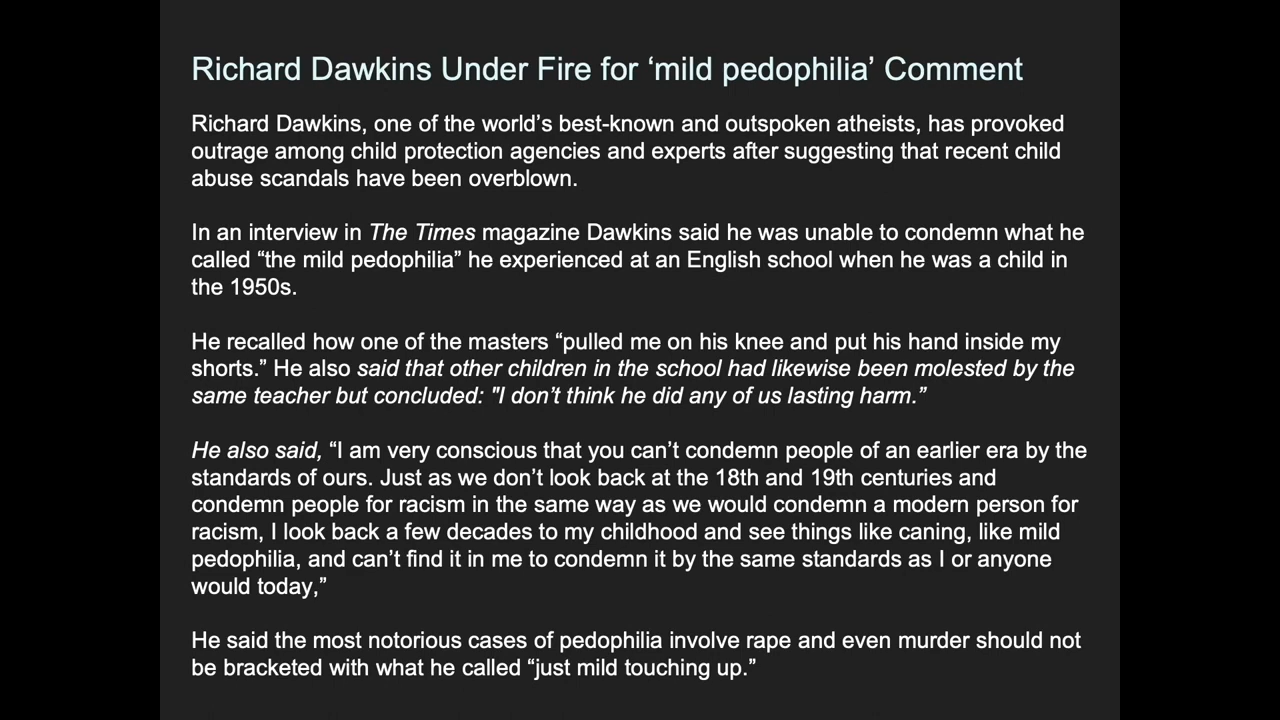 Richard Dawkins Under Fire for ‘mild pedophilia’ Comment
Richard Dawkins, one of the world’s best-known and outspoken atheists, has provoked
outrage among child protection agencies and experts after suggesting that recent child
abuse scandals have been overblown.
In an interview in The Times magazine Dawkins said he was unable to condemn what he
called “the mild pedophilia” he experienced at an English school when he was a child in
the 1950s.
He recalled how one of the masters “pulled me on his knee and put his hand inside my
shorts.” He also said that other children in the school had likewise been molested by the
same teacher but concluded: "I don’t think he did any of us lasting harm.”
He also said, “I am very conscious that you can’t condemn people of an earlier era by the
standards of ours. Just as we don’t look back at the 18th and 19th centuries and
condemn people for racism in the same way as we would condemn a modern person for
racism, I look back a few decades to my childhood and see things like caning, like mild
pedophilia, and can’t find it in me to condemn it by the same standards as I or anyone
would today,”
He said the most notorious cases of pedophilia involve rape and even murder should not
be bracketed with what he called “just mild touching up.”